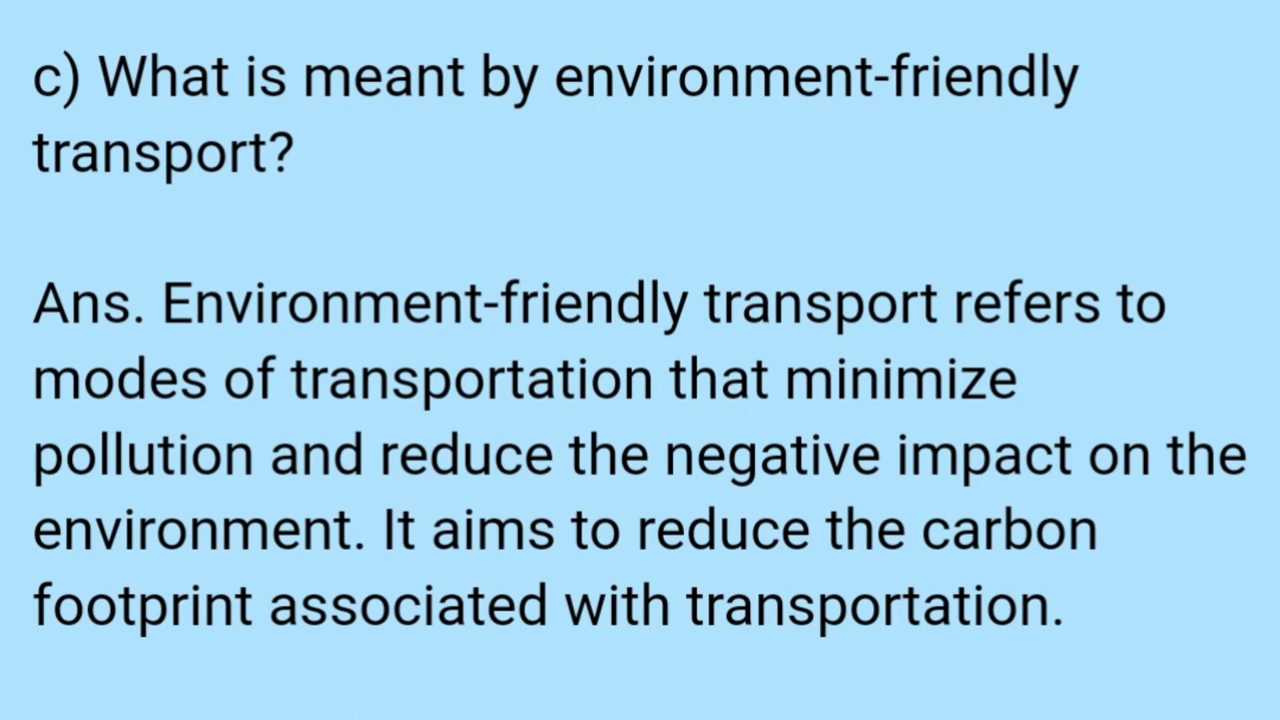 c) What is meant by environment-friendly
transport?
Ans. Environment-friendly transport refers to
modes of transportation that minimize
pollution and reduce the negative impact on the
environment. It aims to reduce the carbon
footprint associated with transportation.